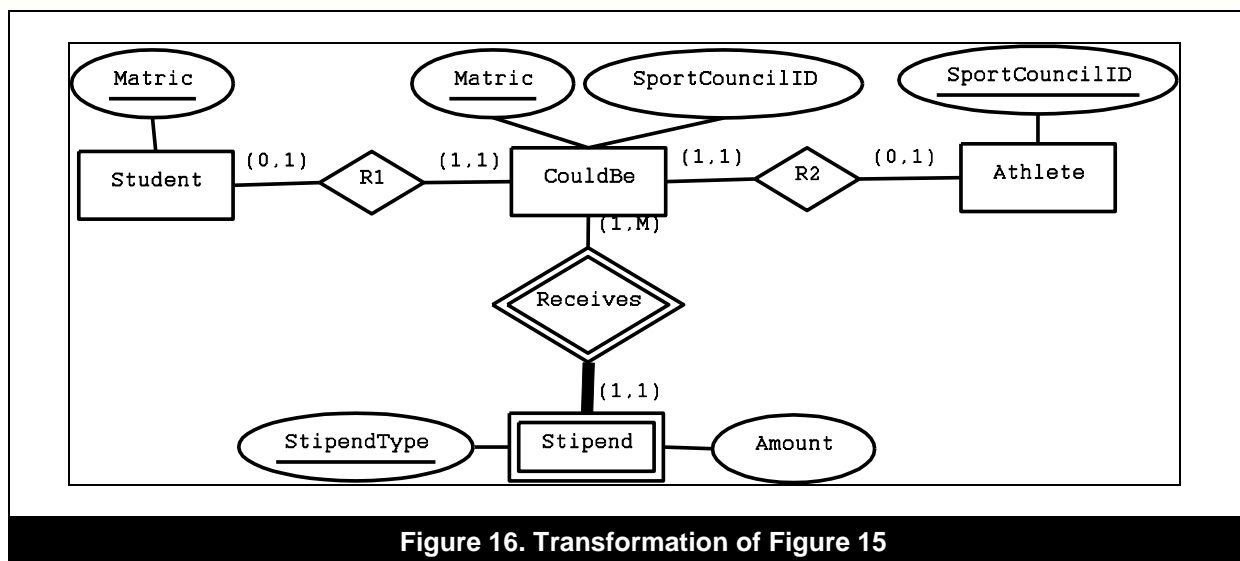 Matric
Matric
SportCouncilID
SportCouncilID
(0,1)
(1,1)
(1,1)
(0,1)
Student
R1
CouldBe
R2
Athlete
(1,M)
Receives
(1,1)
StipendType
Stipend
Amount
Figure 16. Transformation of Figure 15